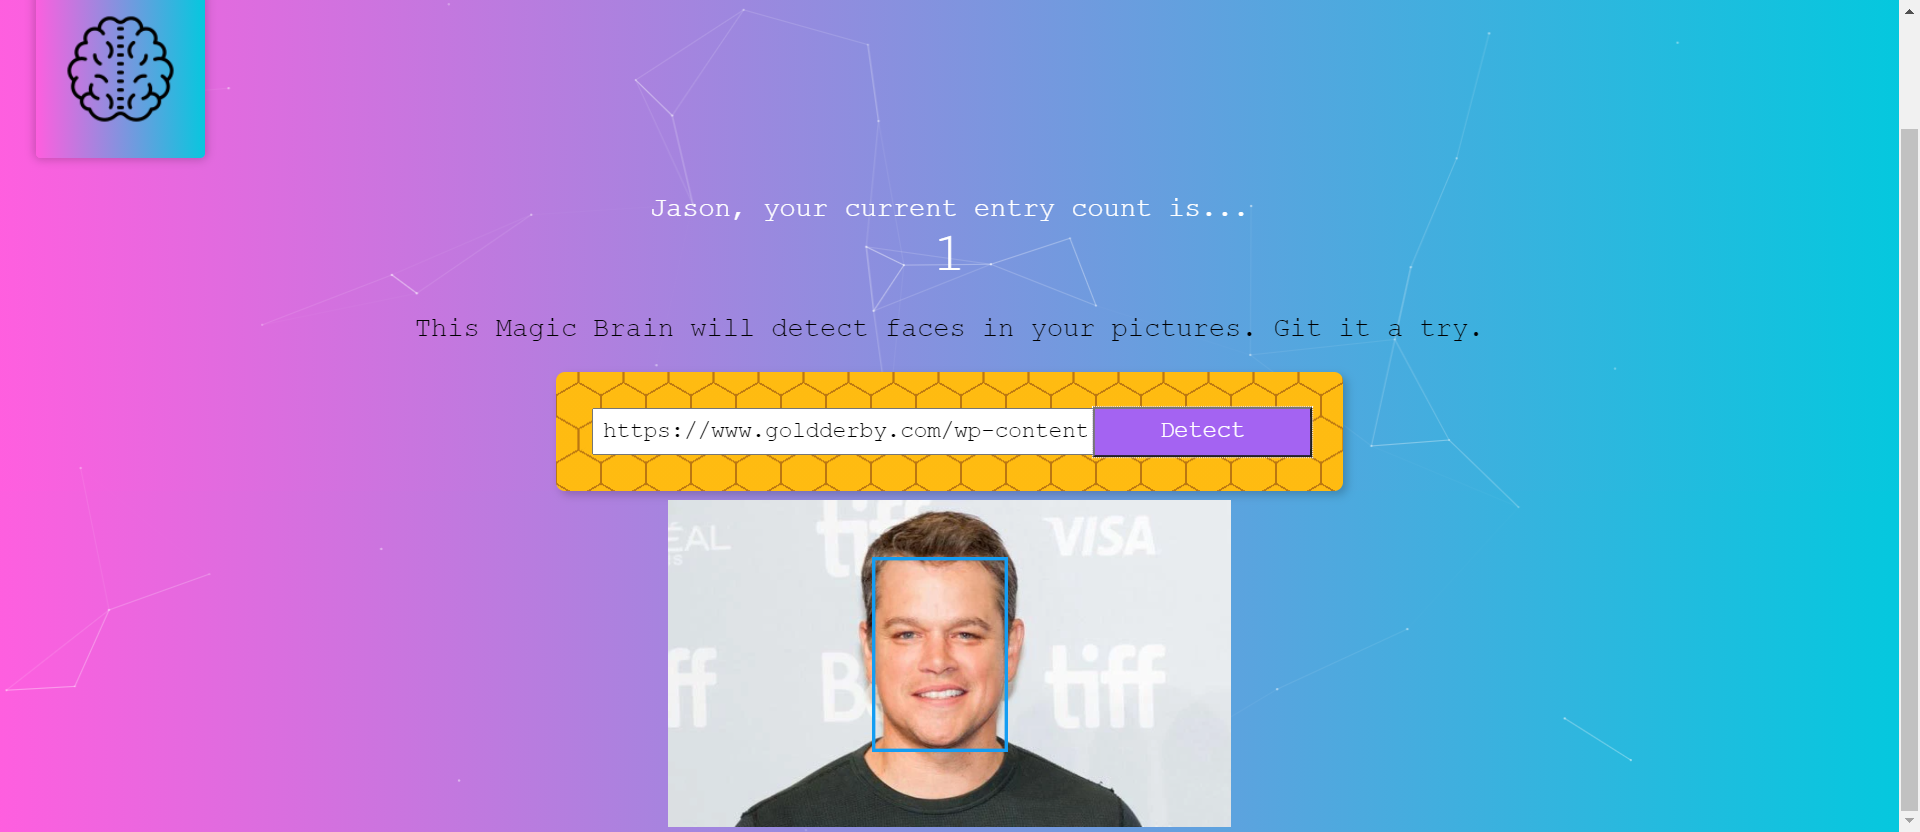 Jason, your current entry count is...
1
This Magic Brain will detect faces in your pictures. Git it a try.
https://www.goldderby.com/wp-content
Detect
ÉAL
tiff
VISA
iff
B
tiff